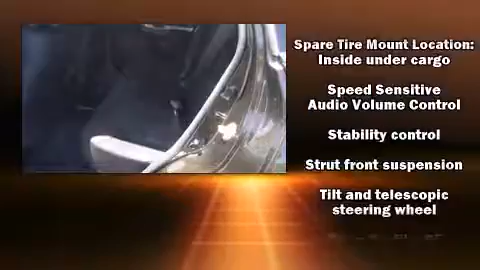 Spare Tire Mount Location:
Inside under cargo
Speed Sensitive
Audio Volume Control
Stability control
Strut front suspension
Tilt and telescopic
steering wheel